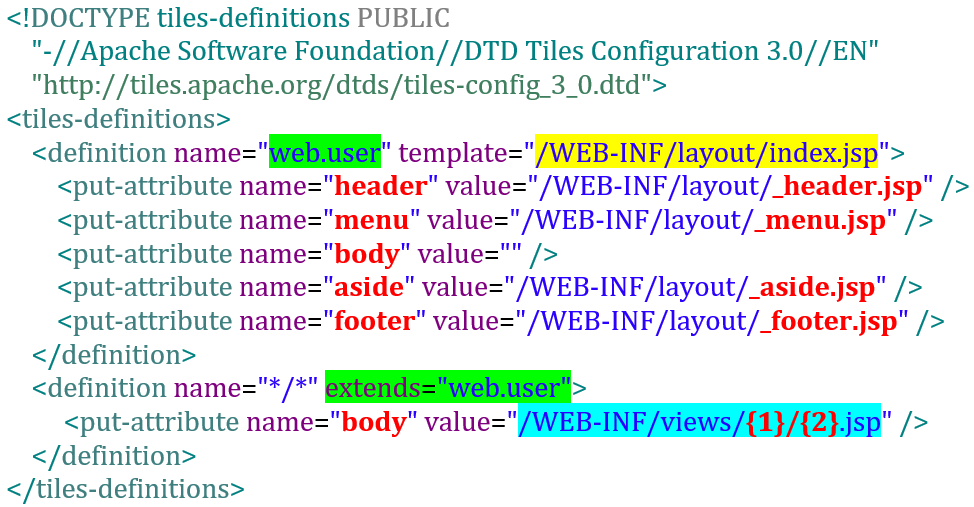 <!DOCTYPE tiles-definitions PUBLIC
"-//Apache Software Foundation//DTD Tiles Configuration 3.0//EN"
"http://tiles.apache.org/dtds/tiles-config_3_0.dtd">
<tiles-definitions>
<definition name="web.user" template="/WEB-INF/layout/index.jsp">
<put-attribute name="header" value="/WEB-INF/layout/_header.jsp" />
<put-attribute name="menu" value="/WEB-INF/layout/_menu.jsp" />
<put-attribute name="body" value="" />
<put-attribute name="aside" value="/WEB-INF/layout/_aside.jsp" />
<put-attribute name="footer" value="/WEB-INF/layout/_footer.jsp" />
</definition>
<definition name="*/*" extends="web.user">
<put-attribute name="body" value="/WEB-INF/views/{1}/{2}.jsp" />
</definition>
</tiles-definitions>